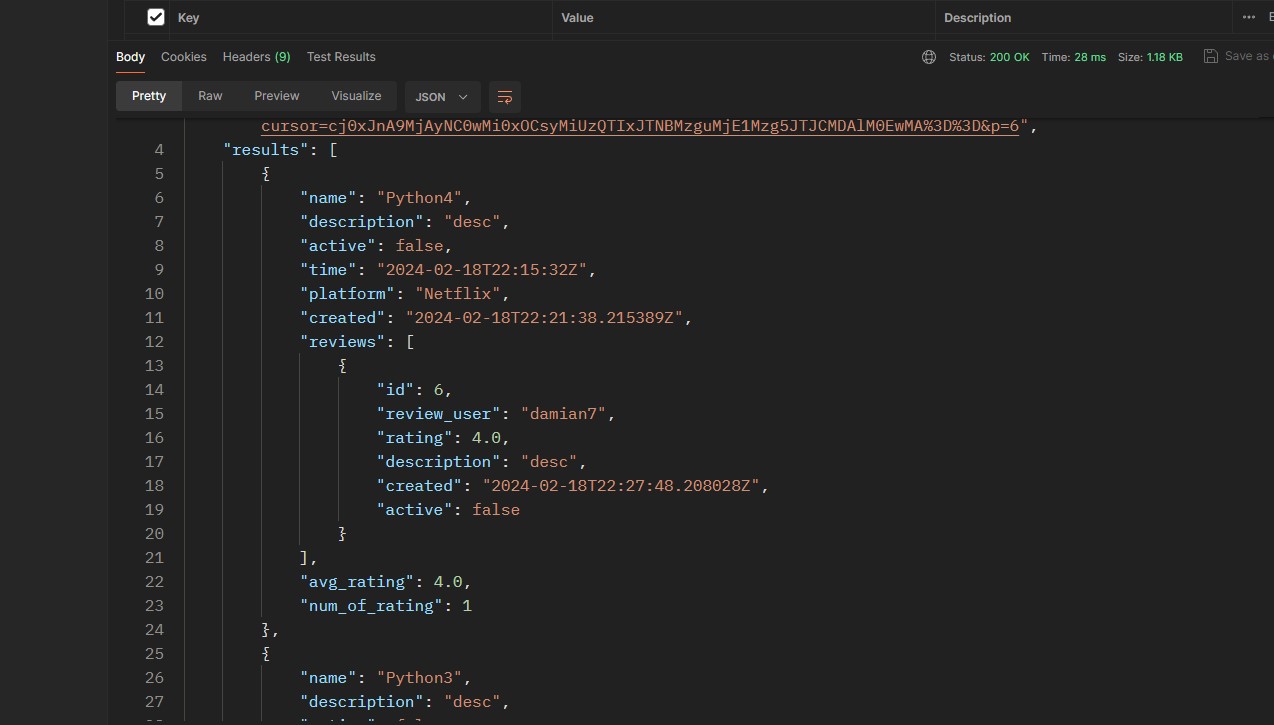 Key Value Description
Body Cookies Headers (9) Test Results Status: 200 OK Time: 28 ms Size: 1.18 KB Save as
Pretty Raw Preview Visualize JSON
cursor=cj0xJnA9MjAyNC0wMi0xOCsyMiUzQTIxJTNBMzguMjE1Mzg5JTJCMDAlM0EwMA%3D%3D&p=6",
4 "results": [
5 {
6 "name": "Python4",
7 "description": "desc",
8 "active": false,
9 "time": "2024-02-18T22:15:32Z",
10 "platform": "Netflix",
11 "created": "2024-02-18T22:21:38.215389Z",
12 "reviews": [
13 {
14 "id": 6,
15 "review_user": "damian7",
16 "rating": 4.0,
17 "description": "desc",
18 "created": "2024-02-18T22:27:48.208028Z",
19 "active": false
20 }
21 ],
22 "avg_rating": 4.0,
23 "num_of_rating": 1
24 },
25 {
26 "name": "Python3",
27 "description": "desc",